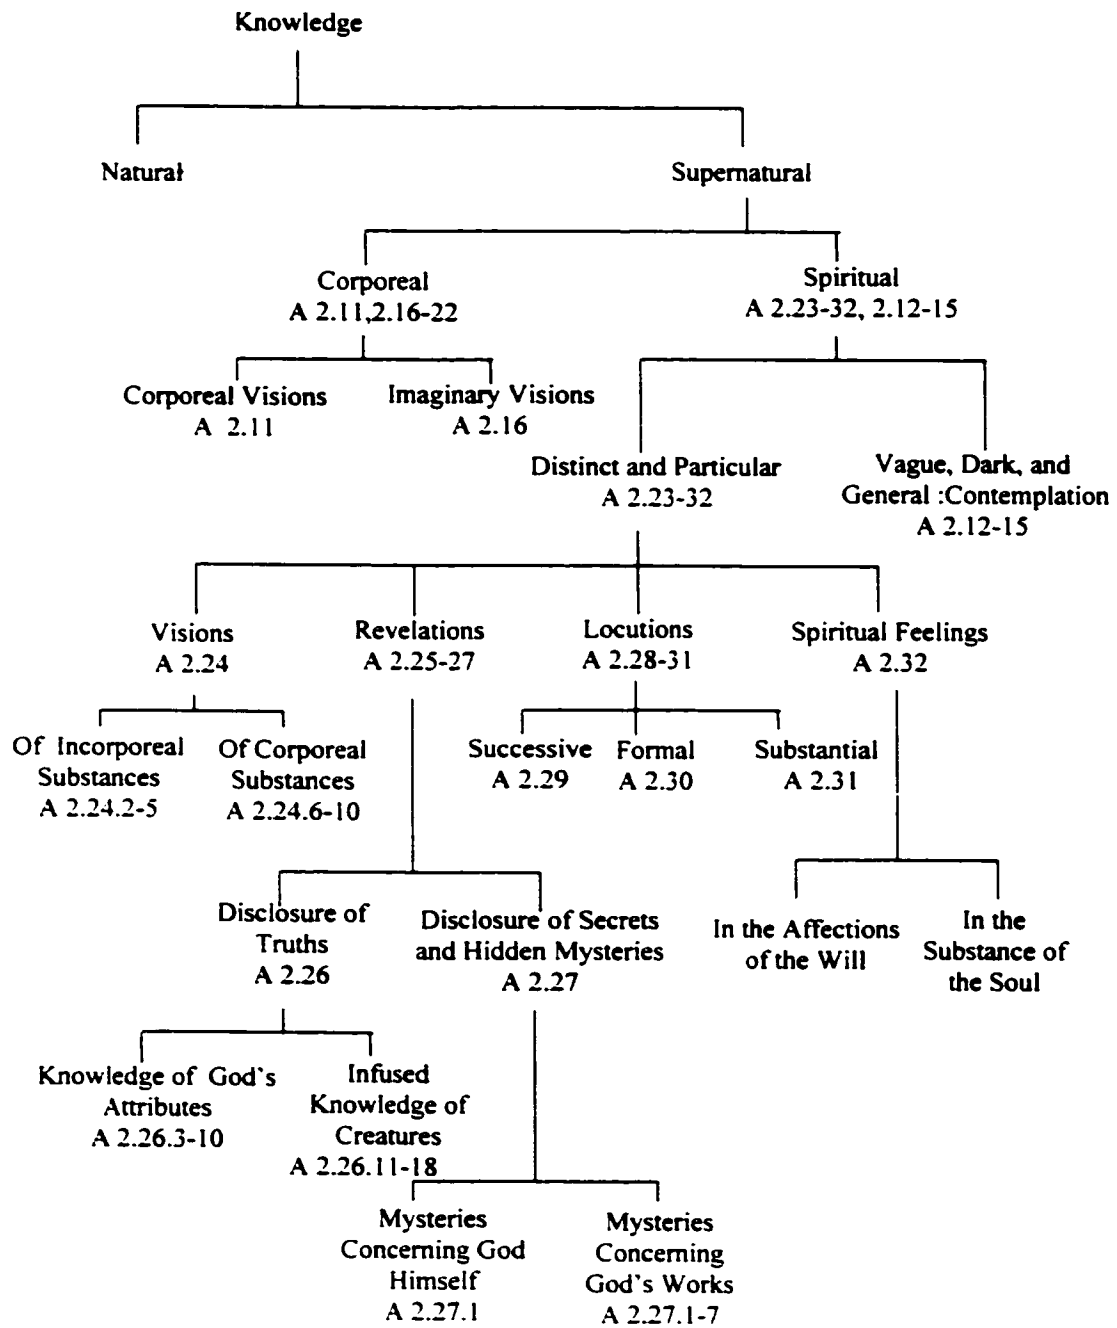 Knowledge
Natural
Supernatural
Corporeal
A 2.11,2.16-22
Spiritual
A 2.23-32, 2.12-15
Corporeal Visions
A 2.11
Imaginary Visions
A 2.16
Distinct and Particular
A 2.23-32
Vague, Dark, and
General :Contemplation
A 2.12-15
Visions
A 2.24
Revelations
A 2.25-27
Locutions
A 2.28-31
Spiritual Feelings
A 2.32
Of Incorporeal
Substances
A 2.24.2-5
Of Corporeal
Substances
A 2.24.6-10
Successive
A 2.29
Formal
A 2.30
Substantial
A 2.31
Disclosure of
Truths
A 2.26
Disclosure of Secrets
and Hidden Mysteries
A 2.27
In the Affections
of the Will
In the
Substance of
the Soul
Knowledge of God's
Attributes
A 2.26.3-10
Infused
Knowledge of
Creatures
A 2.26.11-18
Mysteries
Concerning God
Himself
A 2.27.1
Mysteries
Concerning
God's Works
A 2.27.1-7